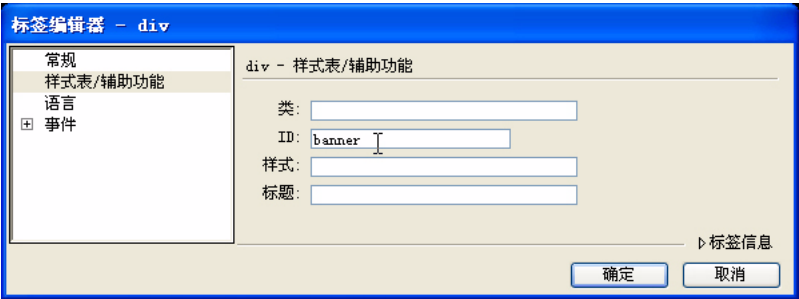 标签编辑器 - div
常规
样式表/辅助功能
语言
事件
div - 样式表/辅助功能
类:
ID: banner
样式:
标题:
标签信息
确定 取消